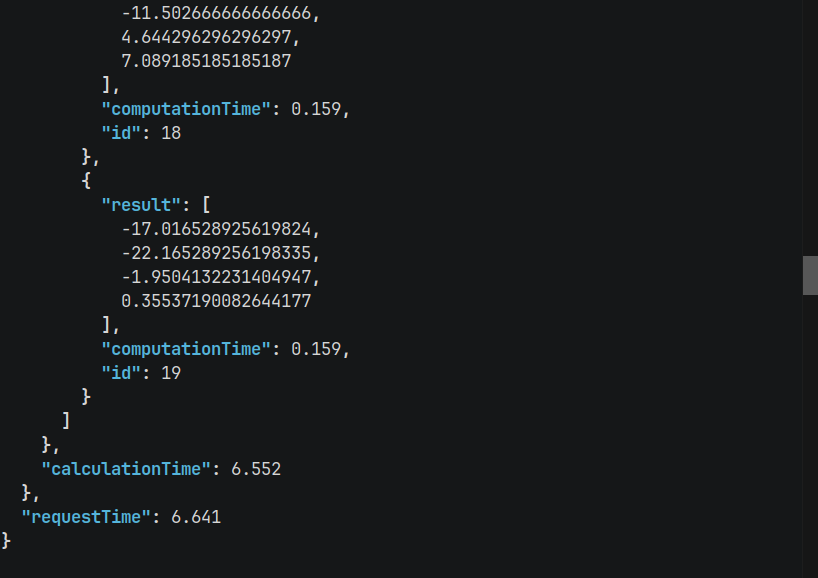 -11.502666666666666,
4.644296296296297,
7.089185185185187
],
"computationTime": 0.159,
"id": 18
},
{
"result": [
-17.016528925619824,
-22.165289256198335,
-1.9504132231404947,
0.35537190082644177
],
"computationTime": 0.159,
"id": 19
}
]
},
"calculationTime": 6.552
},
"requestTime": 6.641
}